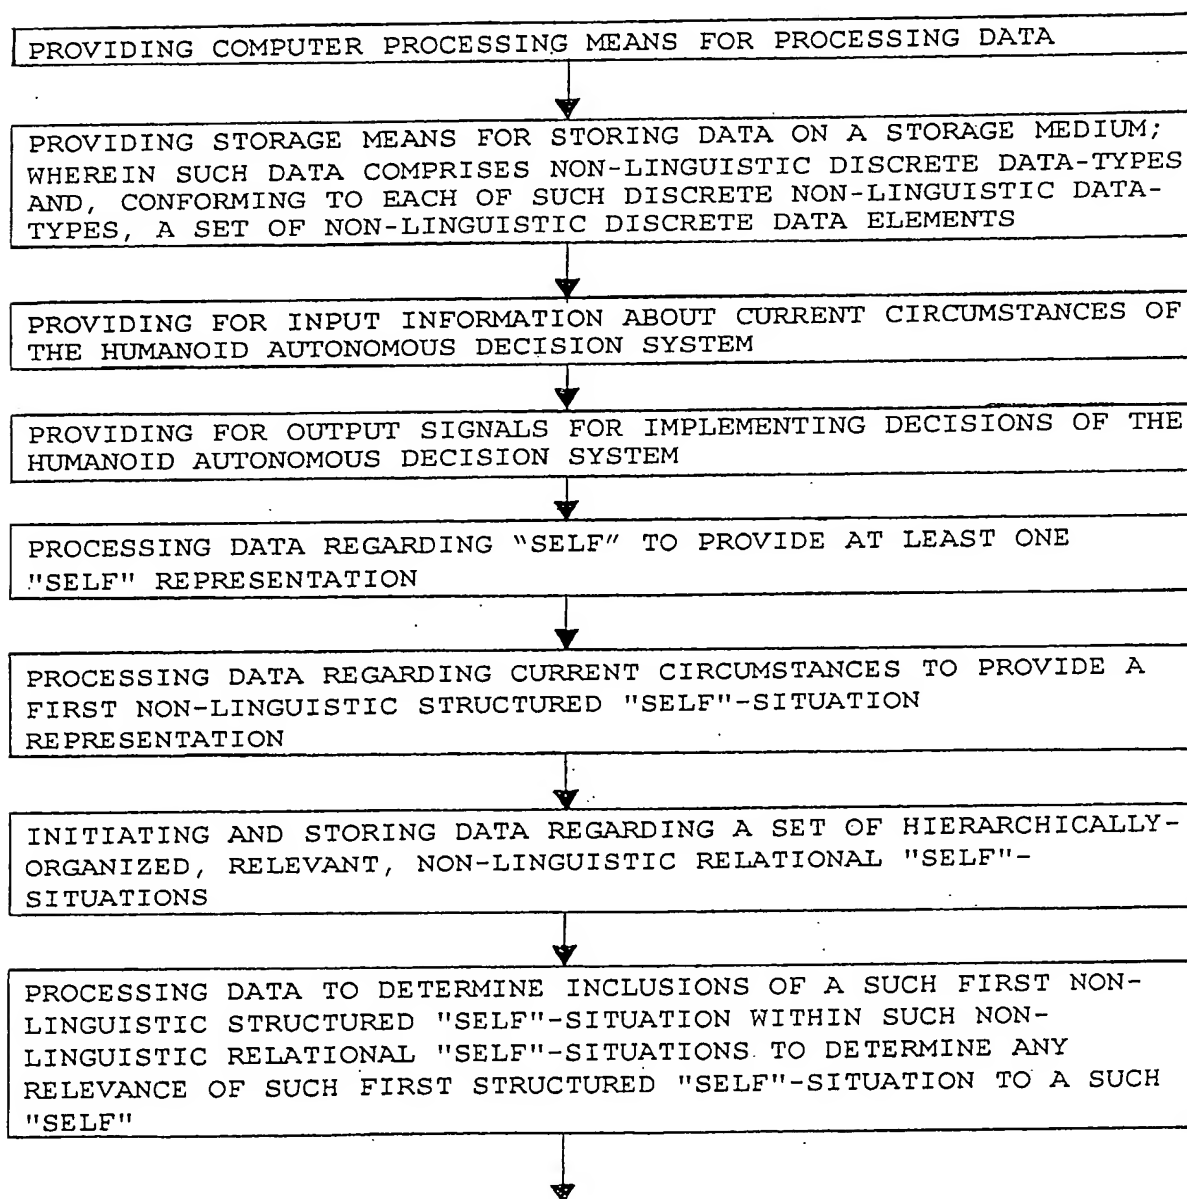 PROVIDING COMPUTER PROCESSING MEANS FOR PROCESSING DATA
PROVIDING STORAGE MEANS FOR STORING DATA ON A STORAGE MEDIUM;
WHEREIN SUCH DATA COMPRISES NON-LINGUISTIC DISCRETE DATA-TYPES
AND, CONFORMING TO EACH OF SUCH DISCRETE NON-LINGUISTIC DATA-
TYPES, A SET OF NON-LINGUISTIC DISCRETE DATA ELEMENTS
PROVIDING FOR INPUT INFORMATION ABOUT CURRENT CIRCUMSTANCES OF
THE HUMANOID AUTONOMOUS DECISION SYSTEM
PROVIDING FOR OUTPUT SIGNALS FOR IMPLEMENTING DECISIONS OF THE
HUMANOID AUTONOMOUS DECISION SYSTEM
PROCESSING DATA REGARDING “SELF” TO PROVIDE AT LEAST ONE
"SELF" REPRESENTATION
PROCESSING DATA REGARDING CURRENT CIRCUMSTANCES TO PROVIDE A
FIRST NON-LINGUISTIC STRUCTURED "SELF"-SITUATION
REPRESENTATION
INITIATING AND STORING DATA REGARDING A SET OF HIERARCHICALLY-
ORGANIZED, RELEVANT, NON-LINGUISTIC RELATIONAL "SELF"-
SITUATIONS
PROCESSING DATA TO DETERMINE INCLUSIONS OF A SUCH FIRST NON-
LINGUISTIC STRUCTURED "SELF"-SITUATION WITHIN SUCH NON-
LINGUISTIC RELATIONAL "SELF"-SITUATIONS TO DETERMINE ANY
RELEVANCE OF SUCH FIRST STRUCTURED "SELF"-SITUATION TO A SUCH
"SELF"